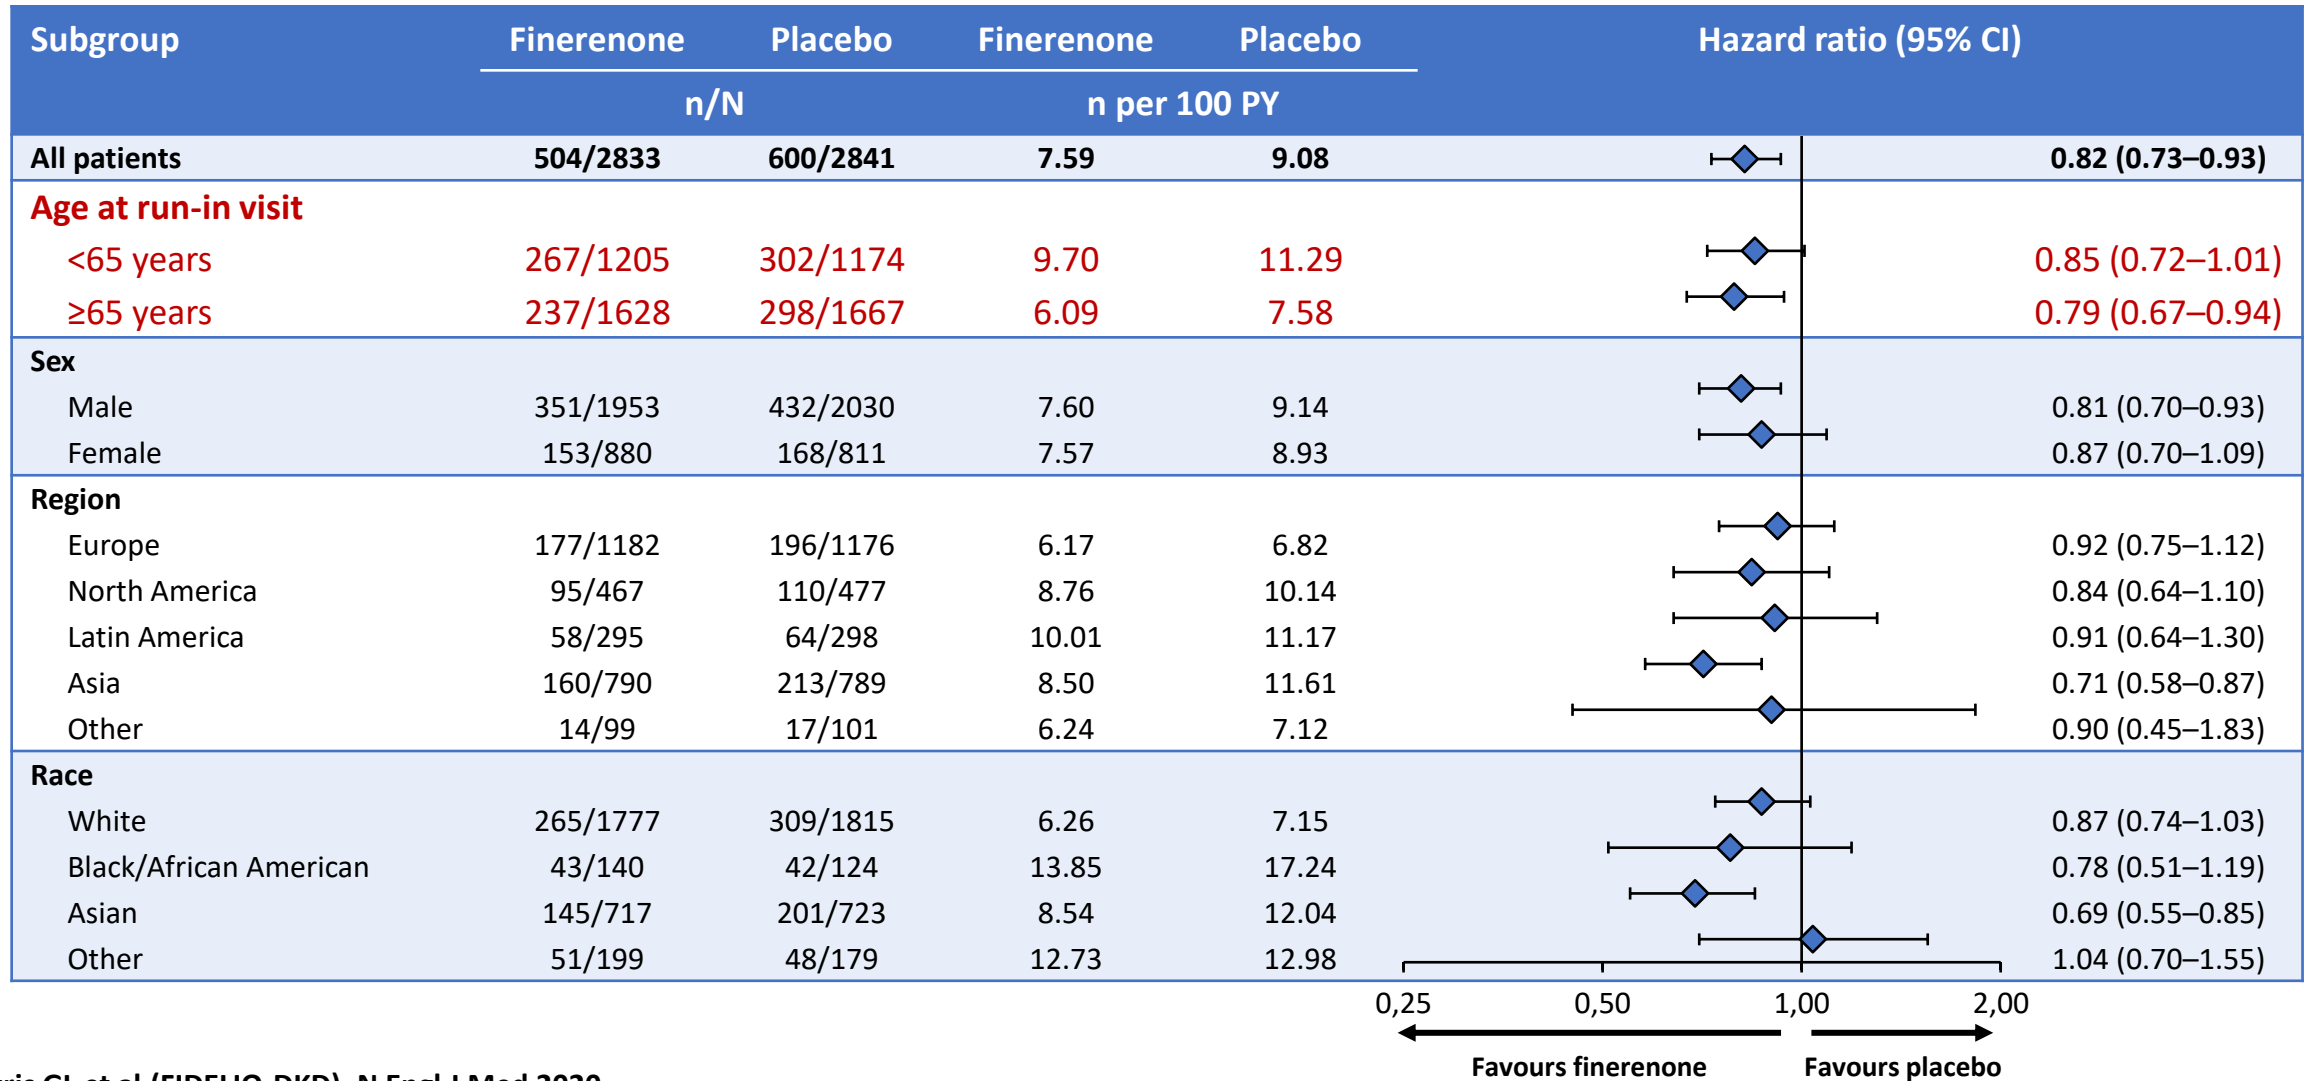 Subgroup Finerenone Placebo Finerenone Placebo Hazard ratio (95% CI)
n/N n per 100 PY
All patients 504/2833 600/2841 7.59 9.08 0.82 (0.73–0.93)
Age at run-in visit
<65 years 267/1205 302/1174 9.70 11.29 0.85 (0.72–1.01)
≥65 years 237/1628 298/1667 6.09 7.58 0.79 (0.67–0.94)
Sex
Male 351/1953 432/2030 7.60 9.14 0.81 (0.70–0.93)
Female 153/880 168/811 7.57 8.93 0.87 (0.70–1.09)
Region
Europe 177/1182 196/1176 6.17 6.82 0.92 (0.75–1.12)
North America 95/467 110/477 8.76 10.14 0.84 (0.64–1.10)
Latin America 58/295 64/298 10.01 11.17 0.91 (0.64–1.30)
Asia 160/790 213/789 8.50 11.61 0.71 (0.58–0.87)
Other 14/99 17/101 6.24 7.12 0.90 (0.45–1.83)
Race
White 265/1777 309/1815 6.26 7.15 0.87 (0.74–1.03)
Black/African American 43/140 42/124 13.85 17.24 0.78 (0.51–1.19)
Asian 145/717 201/723 8.54 12.04 0.69 (0.55–0.85)
Other 51/199 48/179 12.73 12.98 1.04 (0.70–1.55)
0,25 0,50 1,00 2,00
Favours finerenone Favours placebo
GL et al (FIDELIO-DKD). N Engl J Med 2020